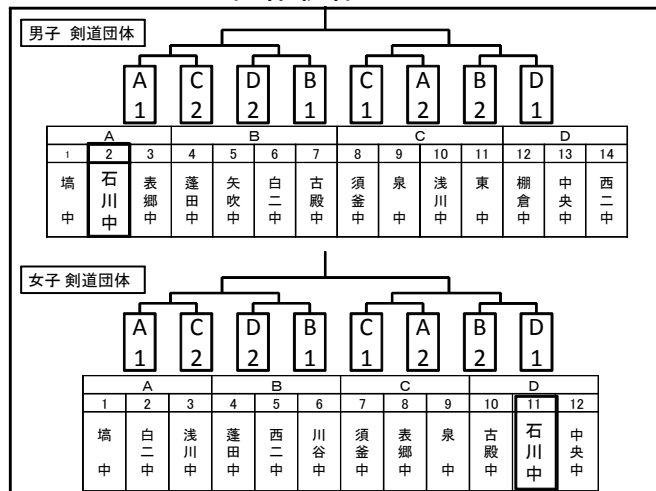 男子 剣道団体
A1 C2 D2 B1 C1 A2 B2 D1
A B C D
1 2 3 4 5 6 7 8 9 10 11 12 13 14
塙中 石川中 表郷中 蓬田中 矢吹中 白二中 古殿中 須釜中 泉中 浅川中 東中 棚倉中 中央中 西二中
女子 剣道団体
A1 C2 D2 B1 C1 A2 B2 D1
A B C D
1 2 3 4 5 6 7 8 9 10 11 12
塙中 白二中 浅川中 蓬田中 西二中 川谷中 須釜中 表郷中 泉中 古殿中 石川中 中央中